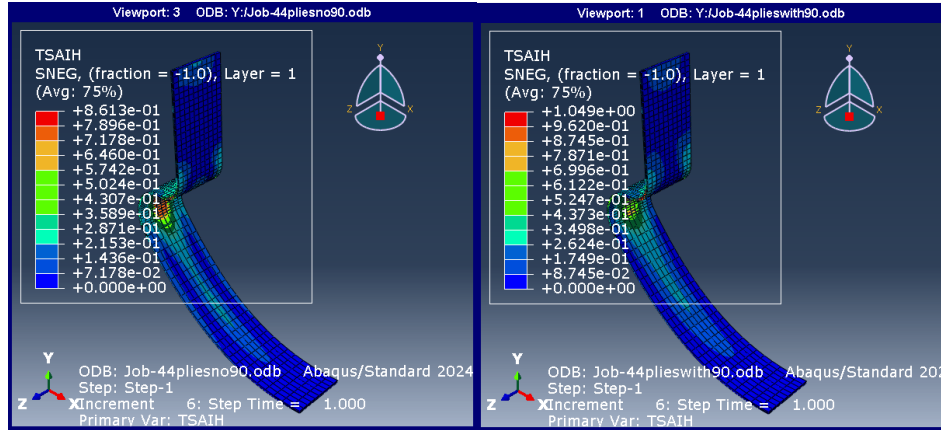 Viewport: 3 ODB: Y:/Job-44pliesno90.odb
TSAIH
SNEG, (fraction = -1.0), Layer = 1
(Avg: 75%)
+8.613e-01
+7.896e-01
+7.178e-01
+6.460e-01
+5.742e-01
+5.024e-01
+4.307e-01
+3.589e-01
+2.871e-01
+2.153e-01
+1.436e-01
+7.178e-02
+0.000e+00
Y
Z X
Y
Z X
ODB: Job-44pliesno90.odb Abaqus/Standard 2024
Step: Step-1
Increment 6: Step Time = 1.000
Primary Var: TSAIH
Viewport: 1 ODB: Y:/Job-44plieswith90.odb
TSAIH
SNEG, (fraction = -1.0), Layer = 1
(Avg: 75%)
+1.049e+00
+9.620e-01
+8.745e-01
+7.871e-01
+6.996e-01
+6.122e-01
+5.247e-01
+4.373e-01
+3.498e-01
+2.624e-01
+1.749e-01
+8.745e-02
+0.000e+00
Y
Z X
Y
Z X
ODB: Job-44plieswith90.odb Abaqus/Standard 202
Step: Step-1
Increment 6: Step Time = 1.000
Primary Var: TSAIH